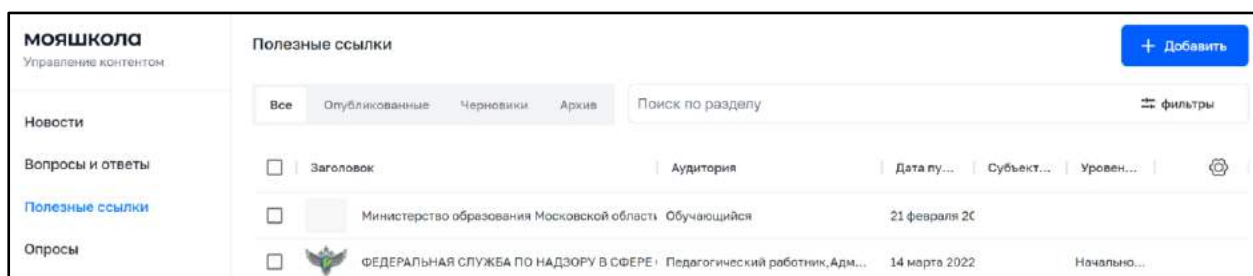 мояшкола
Управление контентом
Новости
Вопросы и ответы
Полезные ссылки
Опросы
Полезные ссылки
+ Добавить
Все Опубликованные Черновики Архив Поиск по разделу фильтры
Заголовок Аудитория Дата пу... Субъект... Уровен...
Министерство образования Московской области Обучающийся 21 февраля 20
ФЕДЕРАЛЬНАЯ СЛУЖБА ПО НАДЗОРУ В СФЕРЕ Педагогический работник,Адм... 14 марта 2022 Начально...